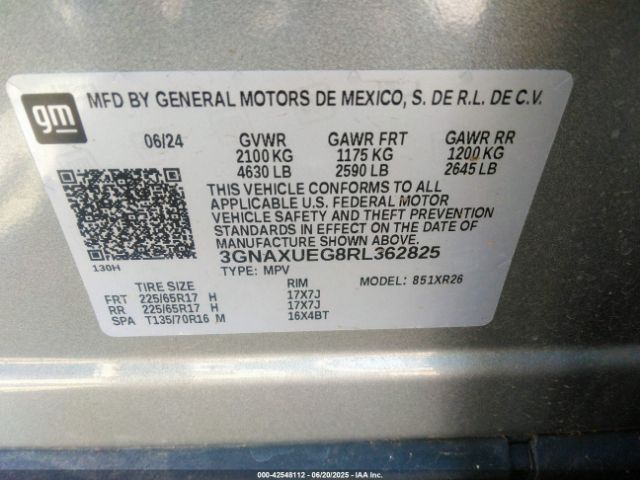 gm
MFD BY GENERAL MOTORS DE MEXICO, S. DE R.L. DE C.V.
06/24 GVWR GAWR FRT GAWR RR
2100 KG 1175 KG 1200 KG
4630 LB 2590 LB 2645 LB
THIS VEHICLE CONFORMS TO ALL
APPLICABLE U.S. FEDERAL MOTOR
VEHICLE SAFETY AND THEFT PREVENTION
STANDARDS IN EFFECT ON THE DATE OF
MANUFACTURE SHOWN ABOVE.
3GNAXUEG8RL362825
130H TYPE: MPV MODEL: 851XR26
TIRE SIZE RIM
FRT 225/65R17 H 17X7J
RR 225/65R17 H 17X7J
SPA T135/70R16 M 16X4BT
000-42548112 - 06/20/2025 - IAA Inc.